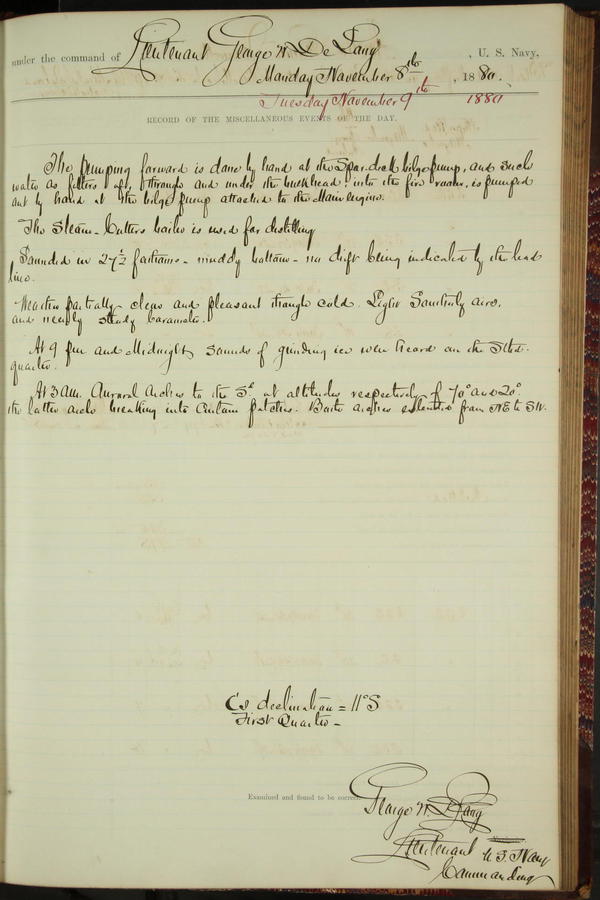 under the command of Lieutenant George W. De Long, U. S. Navy.
Monday November 8th, 1880.
Tuesday November 9th 1880
RECORD OF THE MISCELLANEOUS EVENTS OF THE DAY.
The pumping forward is done by hand at the Spar-deck bilge pump, and such
water as filters aft, through and under the bulkhead, into the fire room, is pumped
out by hand at the bilge pump attached to the Main engine.
The Steam-Cutters boiler is used for distilling
Sounded in 27½ fathoms - muddy bottom - no drift being indicated by the lead
line.
Weather partially clear and pleasant though cold. Light Southerly airs,
and nearly steady barometer.
At 9 pm and Midnight sounds of grinding ice were heard on the Stbd.
quarter.
At 3 AM. Auroral Arches to the Sd at altitudes respectively of 70° and 20°.
the latter arch breaking into Curtain patches. Both arches extended from NE to SW.
C's declination = 11°S
First Quarter -
Examined and found to be correct.
George W. De Long
Lieutenant U.S. Navy
Commanding